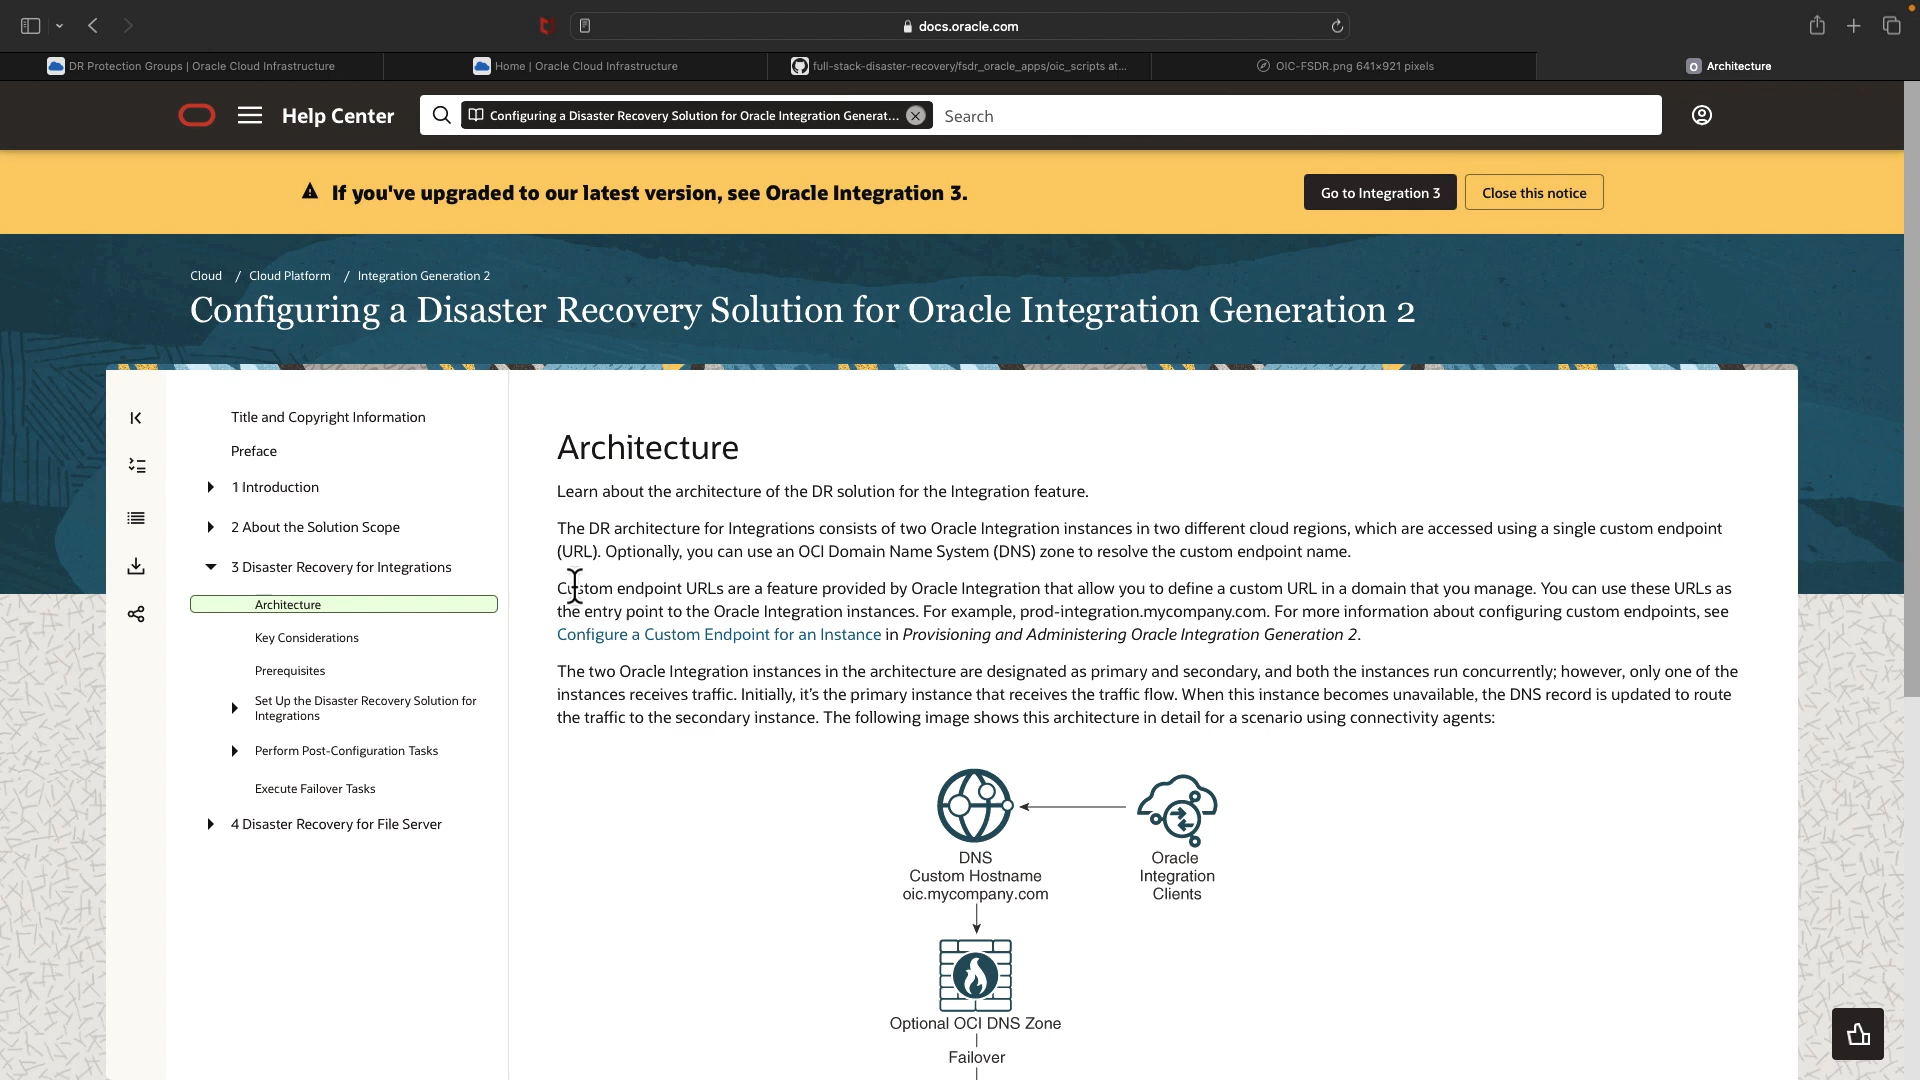 docs.oracle.com
DR Protection Groups | Oracle Cloud Infrastructure
Home | Oracle Cloud Infrastructure
full-stack-disaster-recovery/fsdr_oracle_apps/oic_scripts at...
OIC-FSDR.png 641×921 pixels
O Architecture
Help Center
Configuring a Disaster Recovery Solution for Oracle Integration Generat...
Search
If you've upgraded to our latest version, see Oracle Integration 3.
Go to Integration 3
Close this notice
Cloud / Cloud Platform / Integration Generation 2
Configuring a Disaster Recovery Solution for Oracle Integration Generation 2
Title and Copyright Information
Preface
1 Introduction
2 About the Solution Scope
3 Disaster Recovery for Integrations
Architecture
Key Considerations
Prerequisites
Set Up the Disaster Recovery Solution for
Integrations
Perform Post-Configuration Tasks
Execute Failover Tasks
4 Disaster Recovery for File Server
Architecture
Learn about the architecture of the DR solution for the Integration feature.
The DR architecture for Integrations consists of two Oracle Integration instances in two different cloud regions, which are accessed using a single custom endpoint
(URL). Optionally, you can use an OCI Domain Name System (DNS) zone to resolve the custom endpoint name.
Custom endpoint URLs are a feature provided by Oracle Integration that allow you to define a custom URL in a domain that you manage. You can use these URLs as
the entry point to the Oracle Integration instances. For example, prod-integration.mycompany.com. For more information about configuring custom endpoints, see
Configure a Custom Endpoint for an Instance in Provisioning and Administering Oracle Integration Generation 2.
The two Oracle Integration instances in the architecture are designated as primary and secondary, and both the instances run concurrently; however, only one of the
instances receives traffic. Initially, it's the primary instance that receives the traffic flow. When this instance becomes unavailable, the DNS record is updated to route
the traffic to the secondary instance. The following image shows this architecture in detail for a scenario using connectivity agents:
DNS
Custom Hostname
oic.mycompany.com
Oracle
Integration
Clients
Optional OCI DNS Zone
Failover